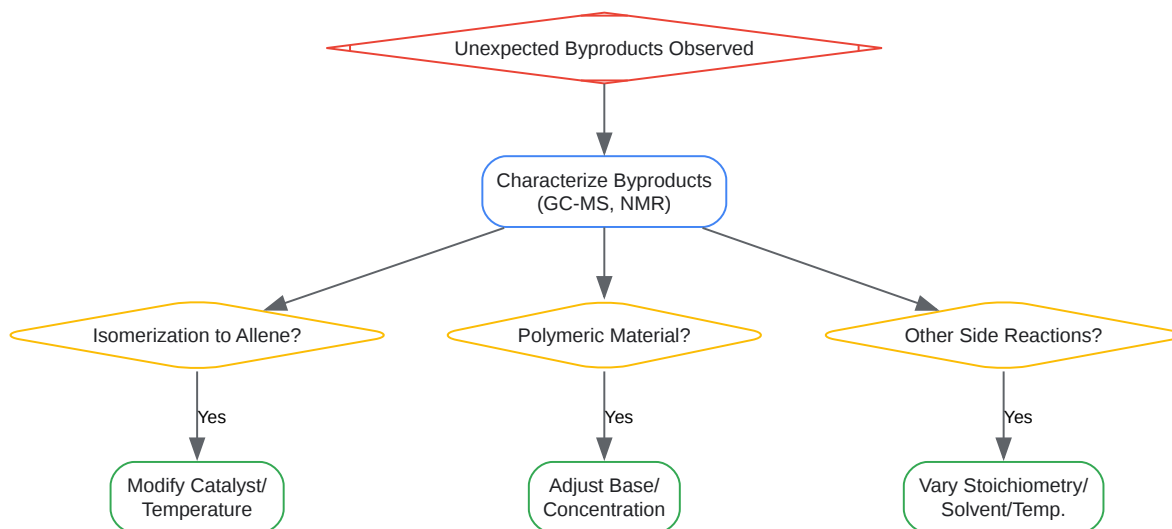 Unexpected Byproducts Observed
Characterize Byproducts
(GC-MS, NMR)
Isomerization to Allene?
Polymeric Material?
Other Side Reactions?
Yes
Yes
Yes
Modify Catalyst/
Temperature
Adjust Base/
Concentration
Vary Stoichiometry/
Solvent/Temp.